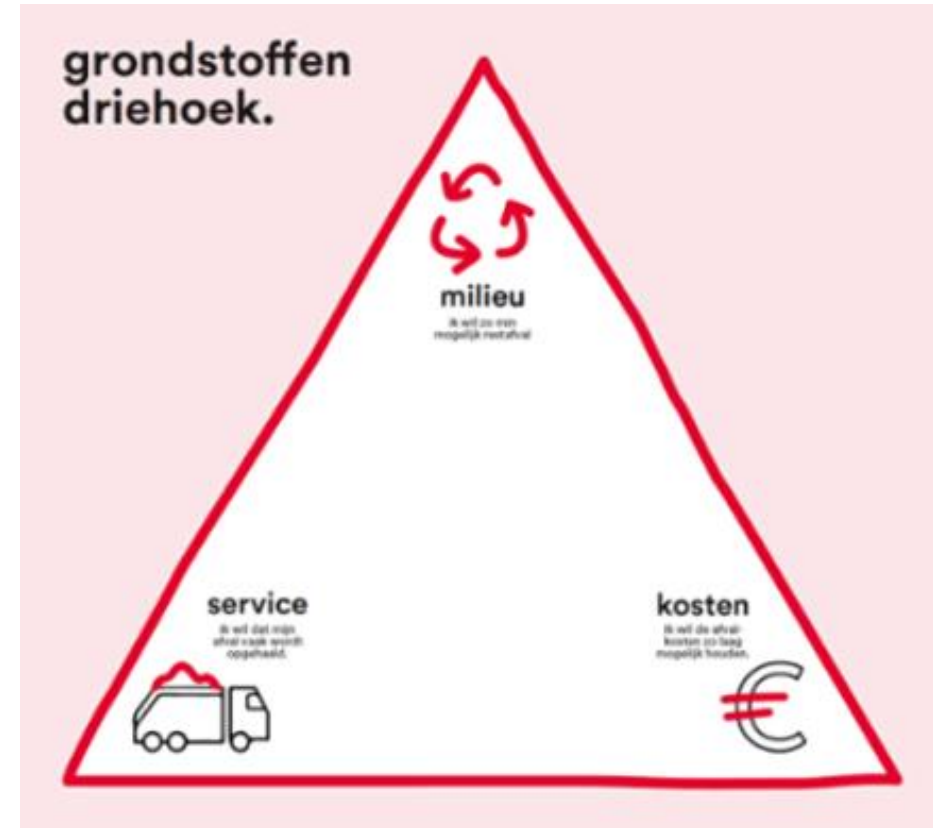 grondstoffen
driehoek.
milieu
ik wil zo min
mogelijk restafval
service
ik wil dat mijn
afval vaak wordt
opgehaald.
kosten
ik wil de afval-
kosten zo laag
mogelijk houden.
€